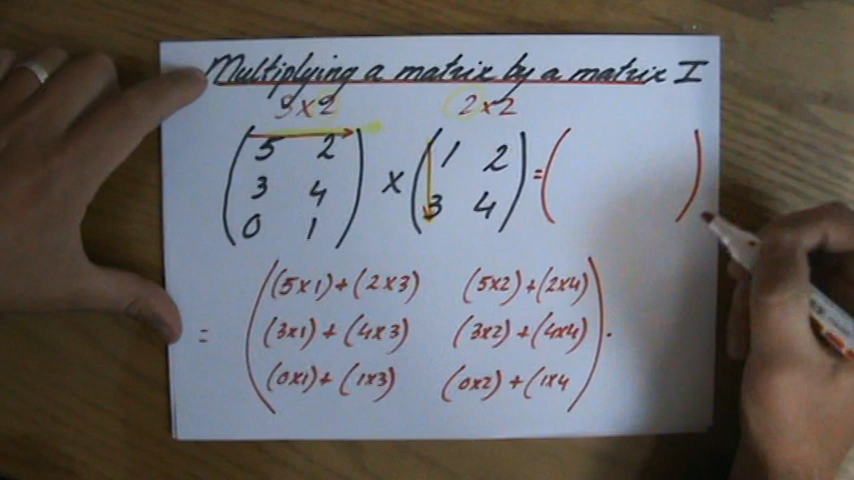 Multiplying a matrix by a matrix I
3x2 2x2
( 5 2 ) x ( 1 2 ) = ( )
3 4 3 4
0 1
= ( (5x1)+(2x3) (5x2)+(2x4) )
(3x1)+(4x3) (3x2)+(4x4) .
(0x1)+(1x3) (0x2)+(1x4